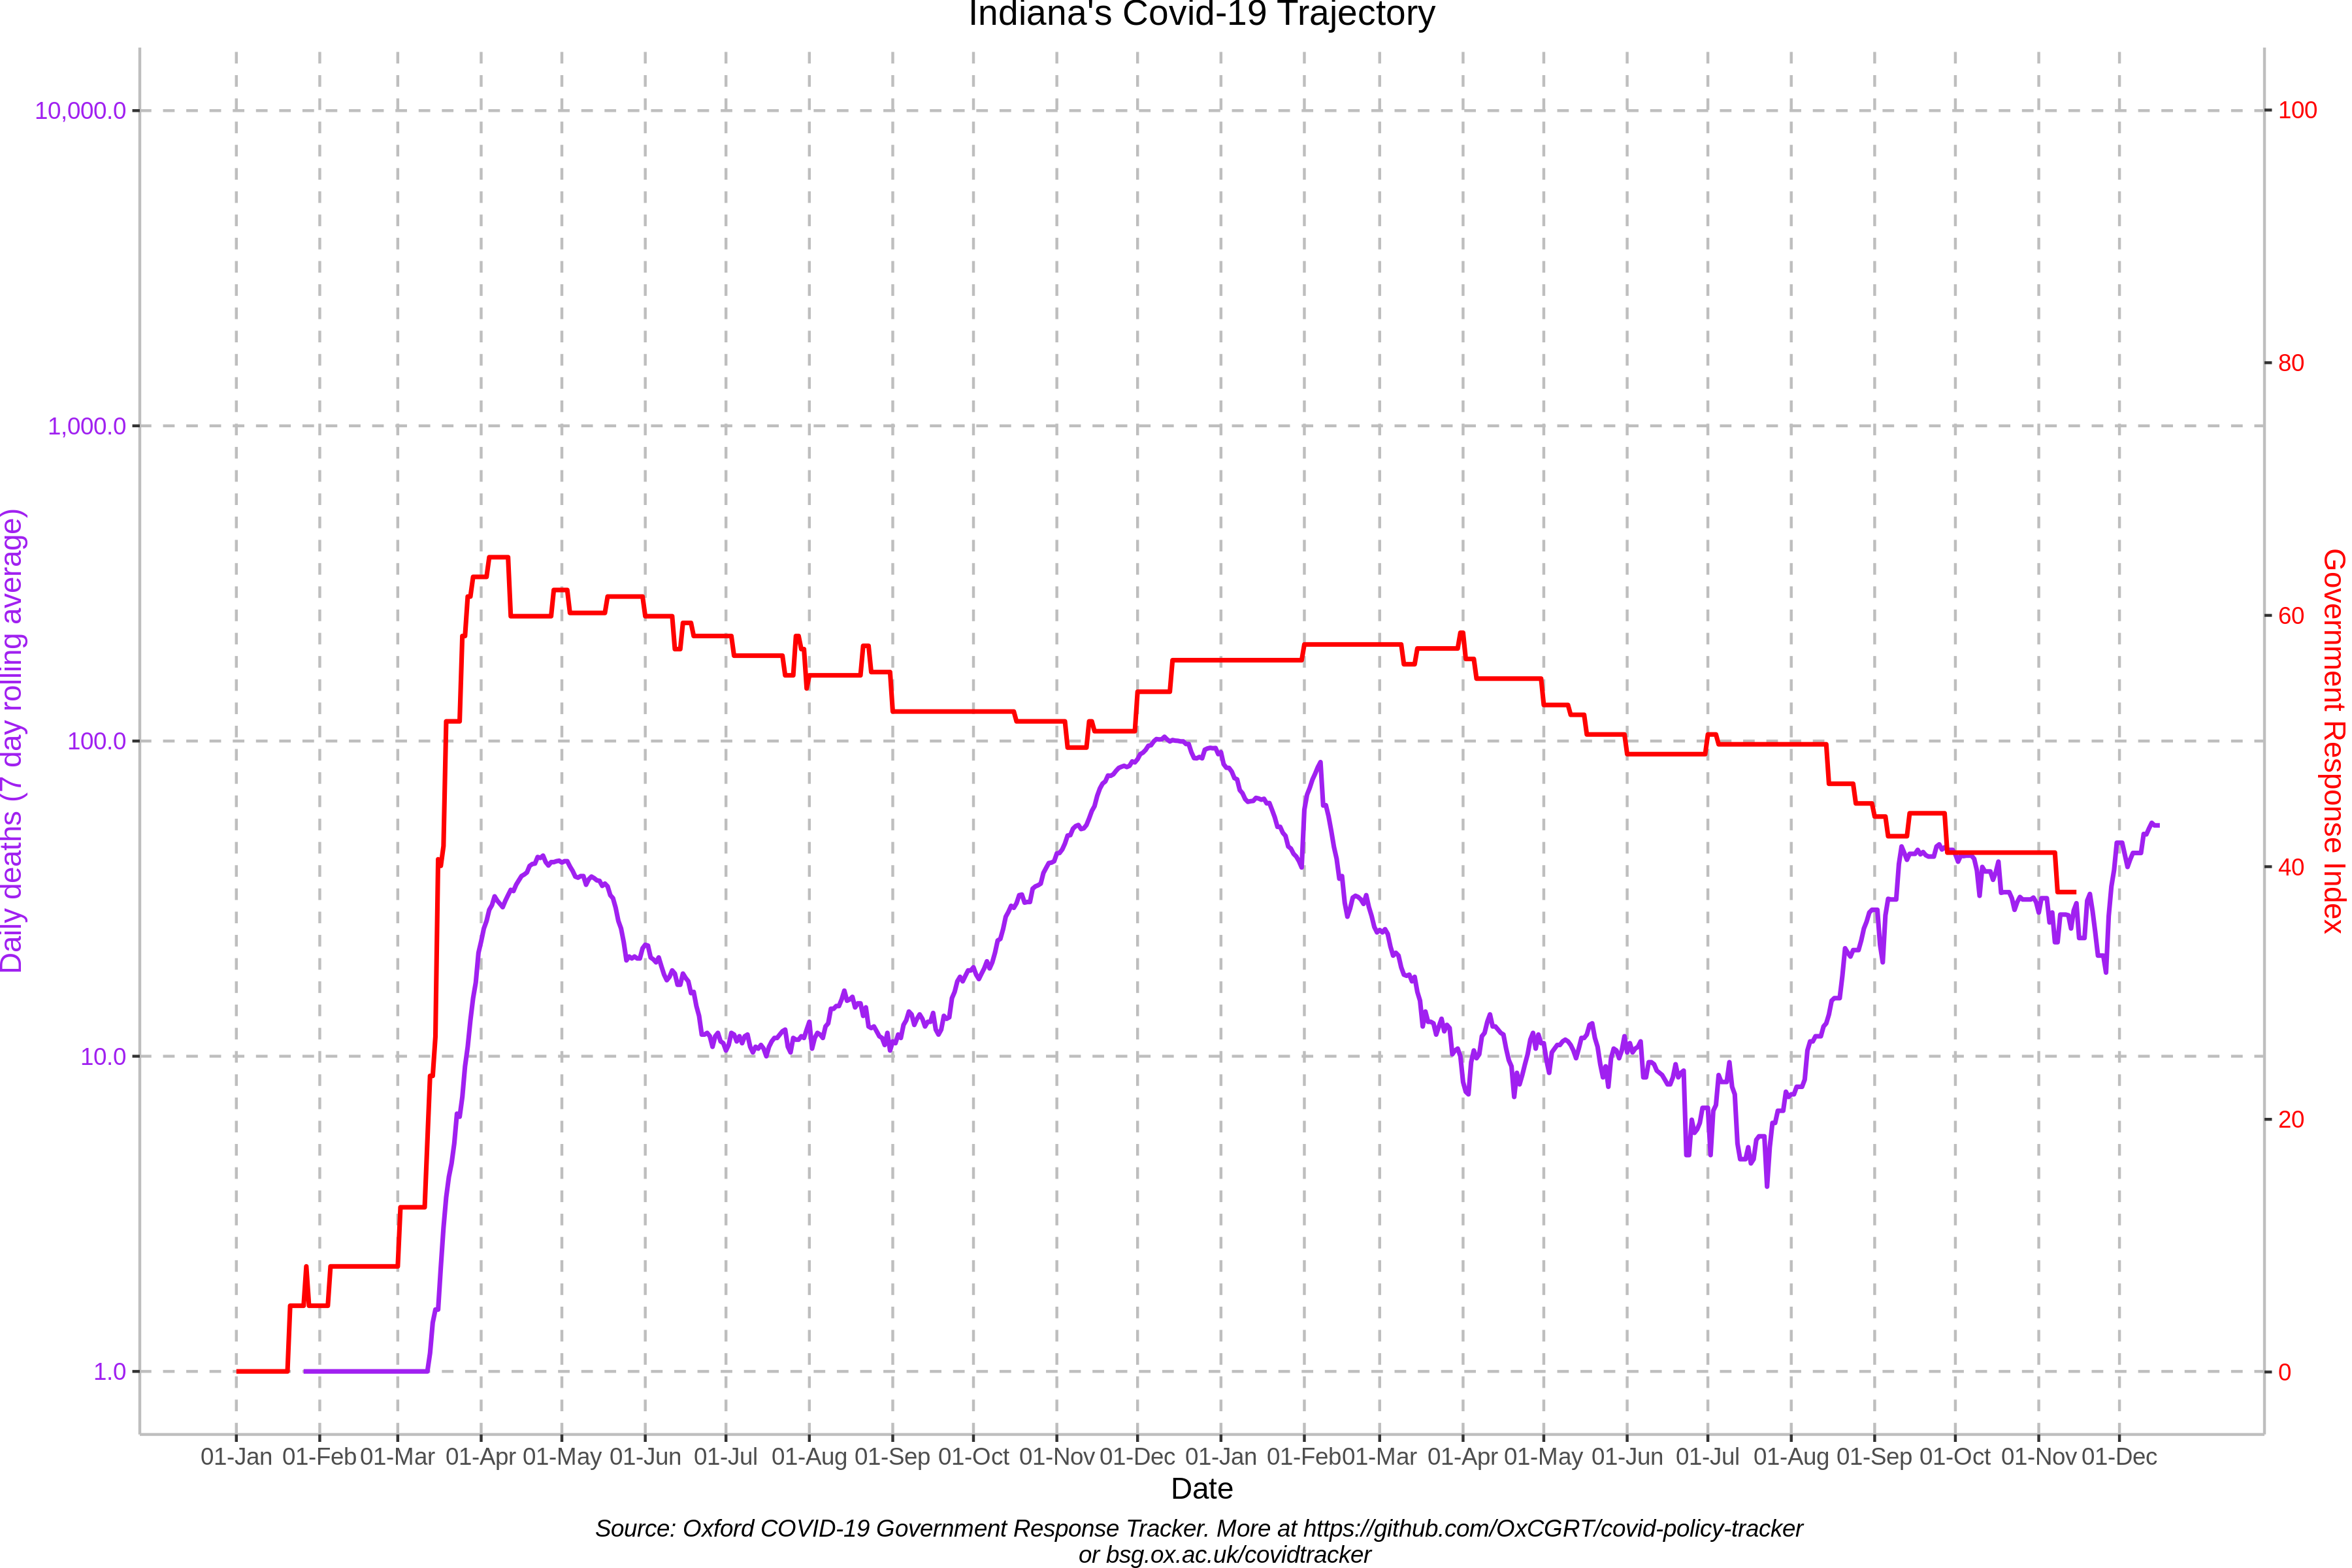 Indiana's Covid-19 Trajectory
10,000.0
1,000.0
100.0
10.0
1.0
Daily deaths (7 day rolling average)
100
80
60
40
20
0
Government Response Index
01-Jan 01-Feb 01-Mar 01-Apr 01-May 01-Jun 01-Jul 01-Aug 01-Sep 01-Oct 01-Nov 01-Dec 01-Jan 01-Feb 01-Mar 01-Apr 01-May 01-Jun 01-Jul 01-Aug 01-Sep 01-Oct 01-Nov 01-Dec
Date
Source: Oxford COVID-19 Government Response Tracker. More at https://github.com/OxCGRT/covid-policy-tracker
or bsg.ox.ac.uk/covidtracker